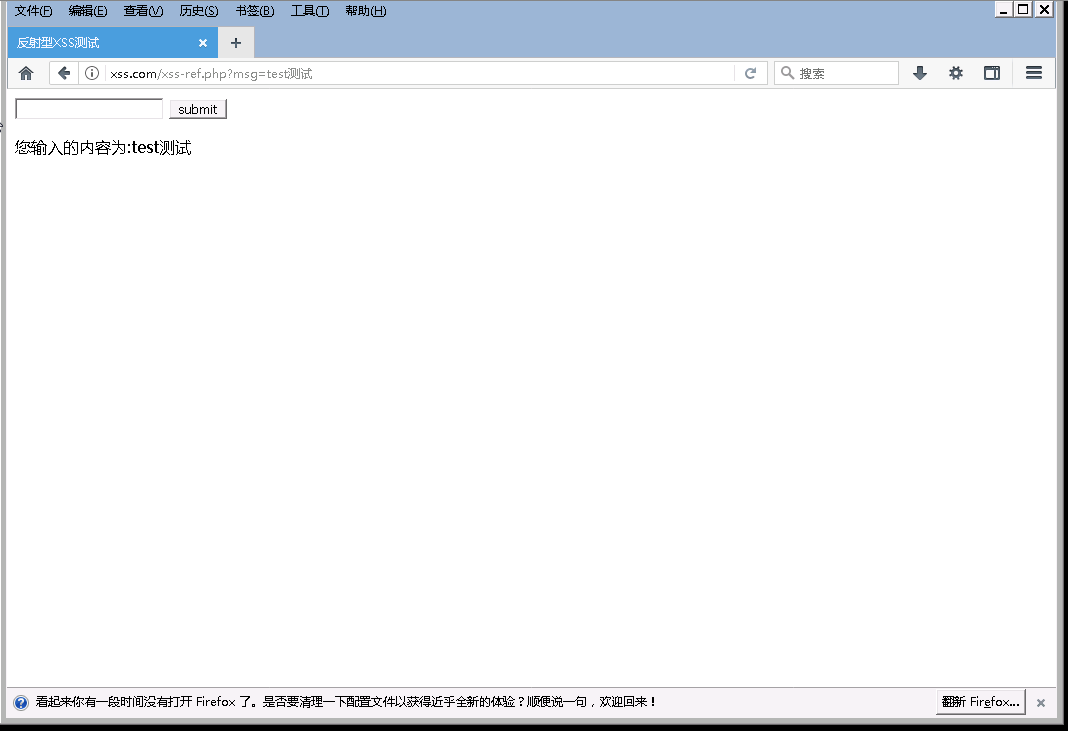 文件(F) 编辑(E) 查看(V) 历史(S) 书签(B) 工具(T) 帮助(H)
反射型XSS测试
xss.com/xss-ref.php?msg=test测试 搜索
submit
您输入的内容为:test测试
看起来你有一段时间没有打开 Firefox 了。是否要清理一下配置文件以获得近乎全新的体验？顺便说一句，欢迎回来！ 翻新 Firefox...